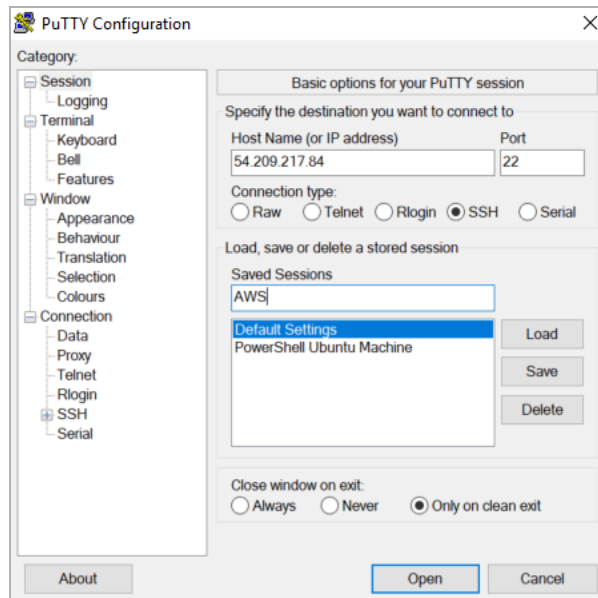 PuTTY Configuration
Category:
Session
Logging
Terminal
Keyboard
Bell
Features
Window
Appearance
Behaviour
Translation
Selection
Colours
Connection
Data
Proxy
Telnet
Rlogin
SSH
Serial
Basic options for your PuTTY session
Specify the destination you want to connect to
Host Name (or IP address) Port
54.209.217.84 22
Connection type:
Raw Telnet Rlogin SSH Serial
Load, save or delete a stored session
Saved Sessions
AWS
Default Settings
PowerShell Ubuntu Machine
Load
Save
Delete
Close window on exit:
Always Never Only on clean exit
About Open Cancel